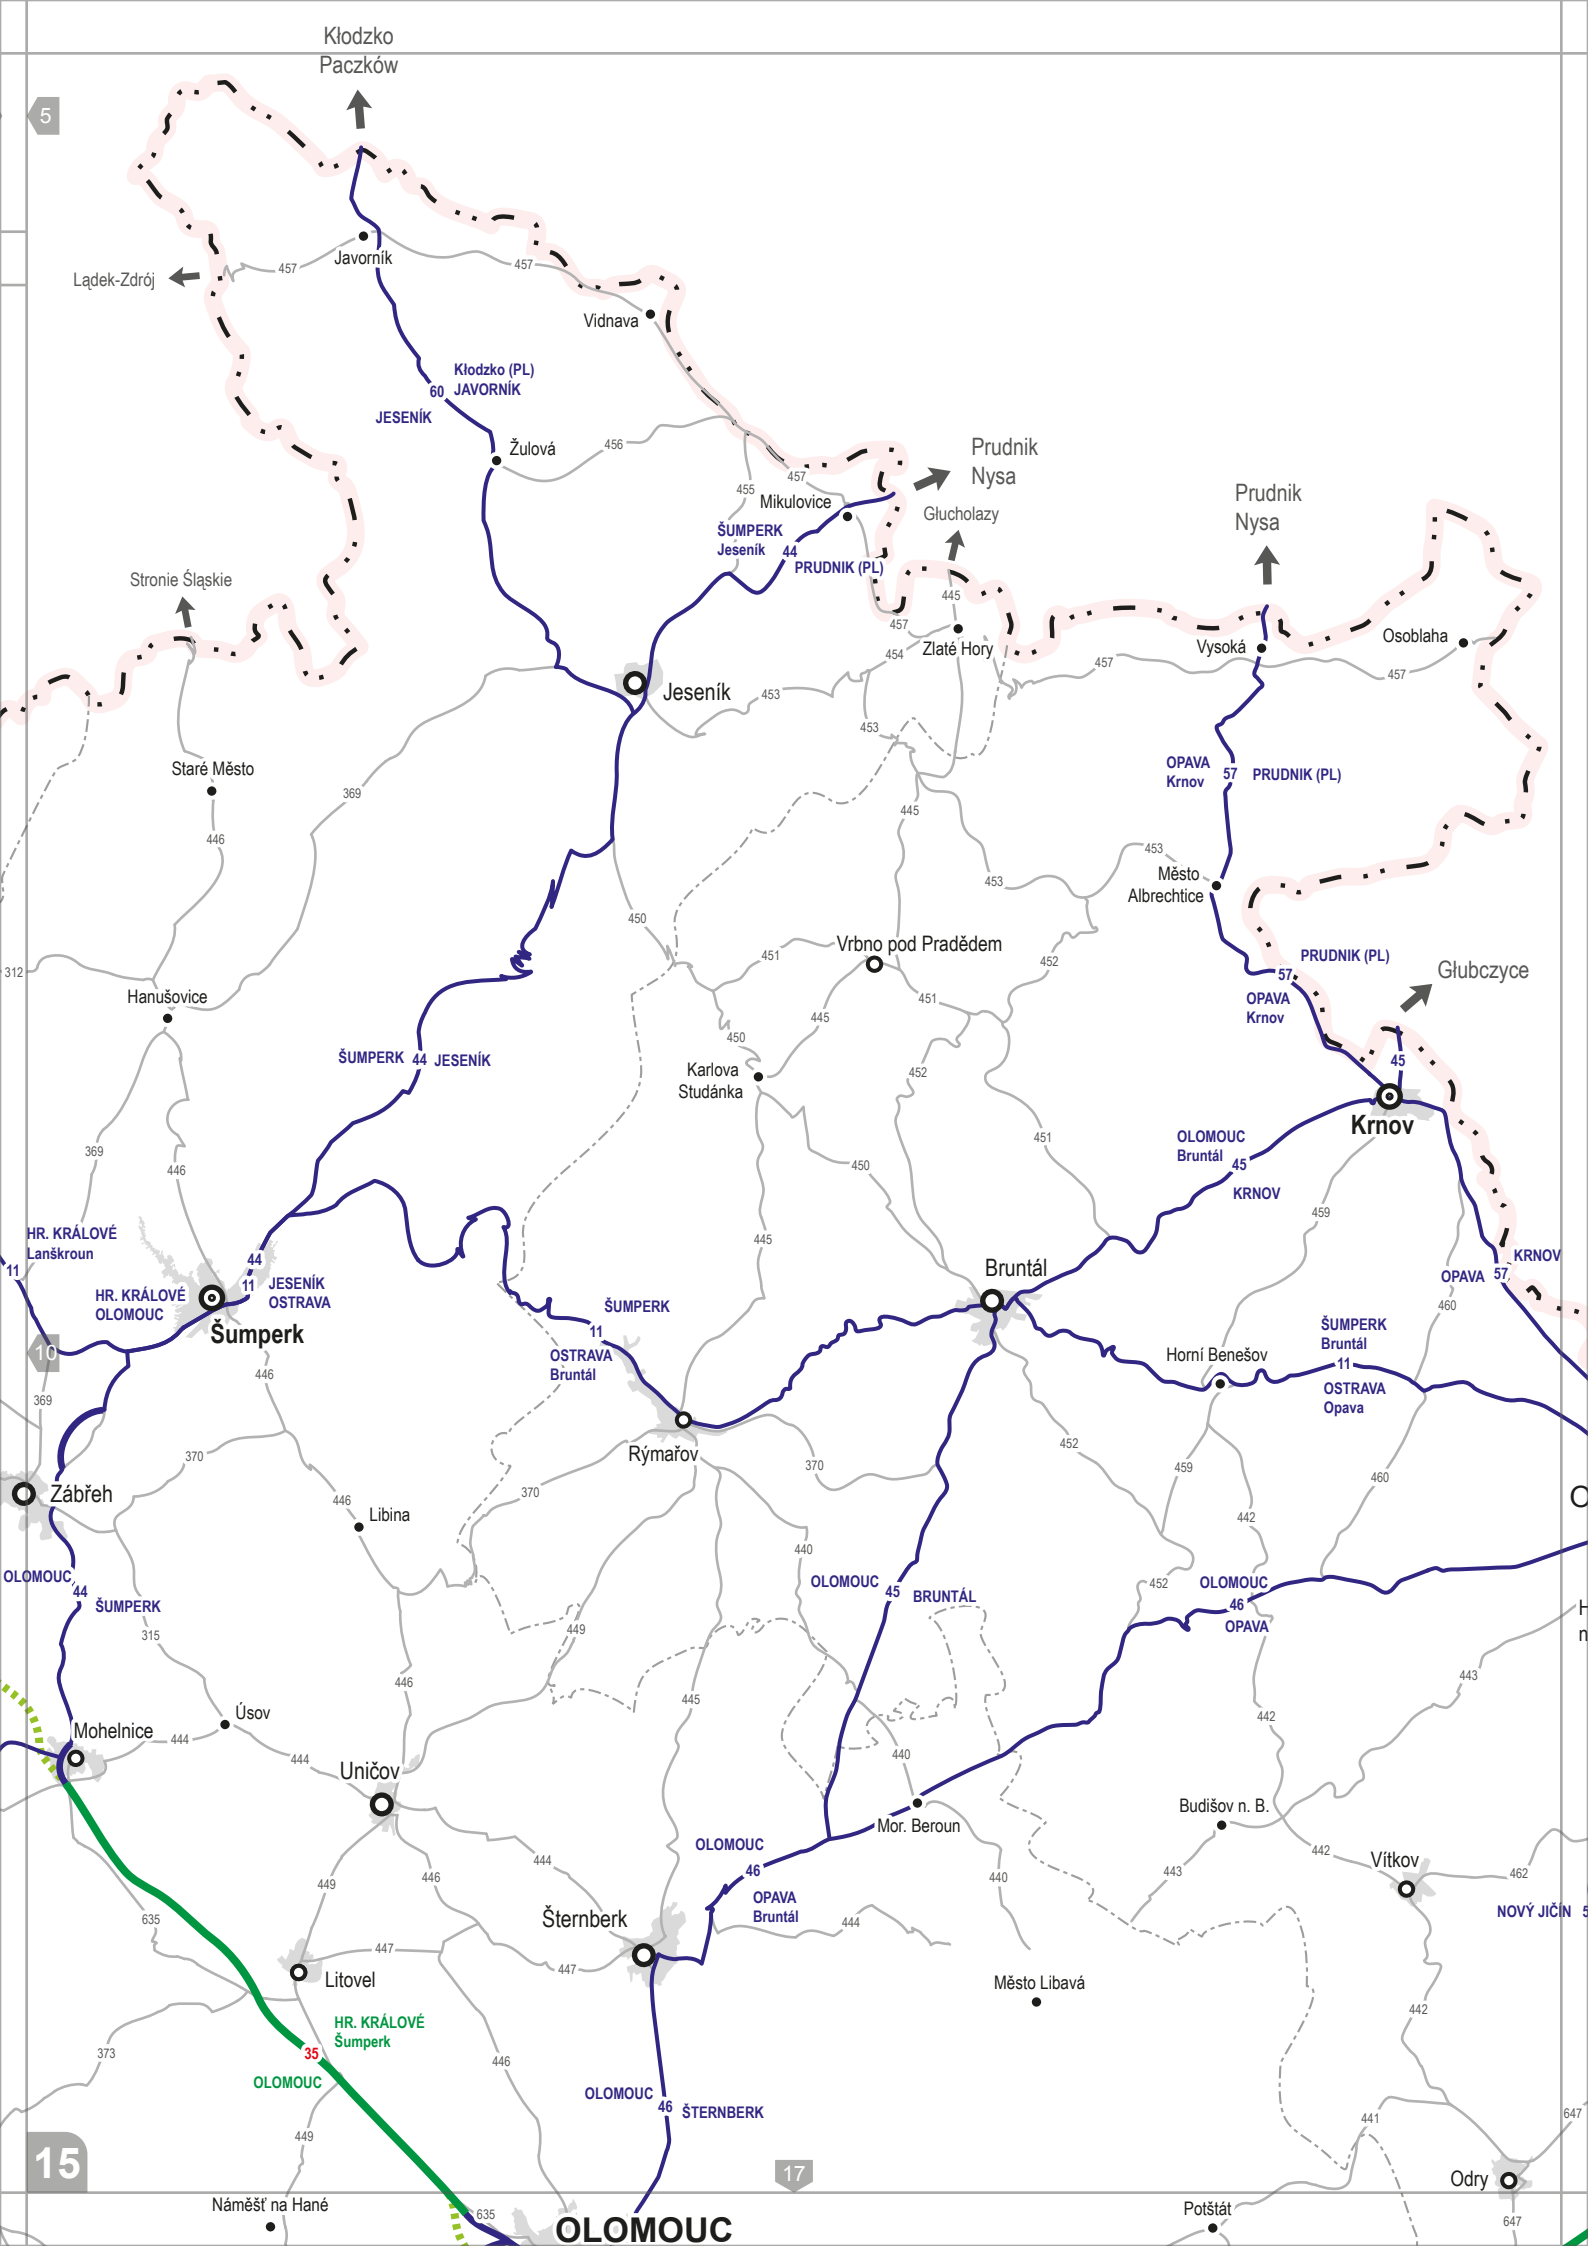 Kłodzko
Paczków
5
Javorník
457
457
Lądek-Zdrój
Vidnava
Kłodzko (PL)
60
JAVORNÍK
JESENÍK
Žulová
456
Prudnik
Nysa
457
455
Mikulovice
Głucholazy
Prudnik
Nysa
ŠUMPERK
Jeseník
44
PRUDNIK (PL)
Stronie Śląskie
445
457
Zlaté Hory
454
Vysoká
Osoblaha
457
457
Jeseník
453
453
Staré Město
OPAVA
Krnov
57
PRUDNIK (PL)
369
446
445
453
Město
Albrechtice
453
450
Vrbno pod Pradědem
451
452
312
PRUDNIK (PL)
57
Głubczyce
Hanušovice
451
OPAVA
Krnov
445
450
ŠUMPERK
44
JESENÍK
Karlova
Studánka
452
45
Krnov
369
446
450
451
OLOMOUC
Bruntál
45
KRNOV
459
HR. KRÁLOVÉ
Lanškroun
11
44
445
KRNOV
57
OPAVA
Bruntál
HR. KRÁLOVÉ
OLOMOUC
11
JESENÍK
OSTRAVA
Šumperk
ŠUMPERK
11
OSTRAVA
Bruntál
460
ŠUMPERK
Bruntál
11
OSTRAVA
Opava
Horní Benešov
10
446
369
Rýmařov
370
370
370
452
459
460
Zábřeh
446
Libina
442
440
O
OLOMOUC
44
ŠUMPERK
OLOMOUC
45
BRUNTÁL
452
OLOMOUC
46
OPAVA
H
n
315
449
446
445
443
Úsov
Mohelnice
444
444
442
440
Uničov
Mor. Beroun
Budišov n. B.
OLOMOUC
46
OPAVA
Bruntál
444
446
449
442
Vítkov
462
443
440
NOVÝ JIČÍN
5
635
Šternberk
444
447
447
Litovel
Město Libavá
442
HR. KRÁLOVÉ
Šumperk
35
OLOMOUC
373
446
OLOMOUC
46
ŠTERNBERK
441
647
449
15
17
Odry
Náměšť na Hané
635
OLOMOUC
Potštát
647